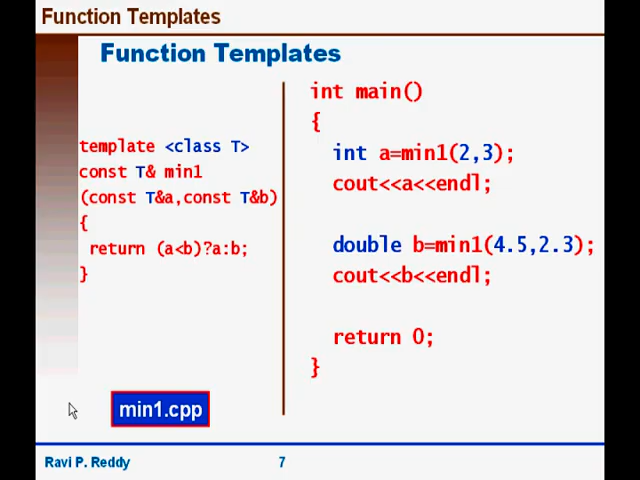 Function Templates
Function Templates
template <class T>
const T& min1
(const T&a,const T&b)
{
return (a<b)?a:b;
}
int main()
{
int a=min1(2,3);
cout<<a<<endl;
double b=min1(4.5,2.3);
cout<<b<<endl;
return 0;
}
min1.cpp
Ravi P. Reddy
7